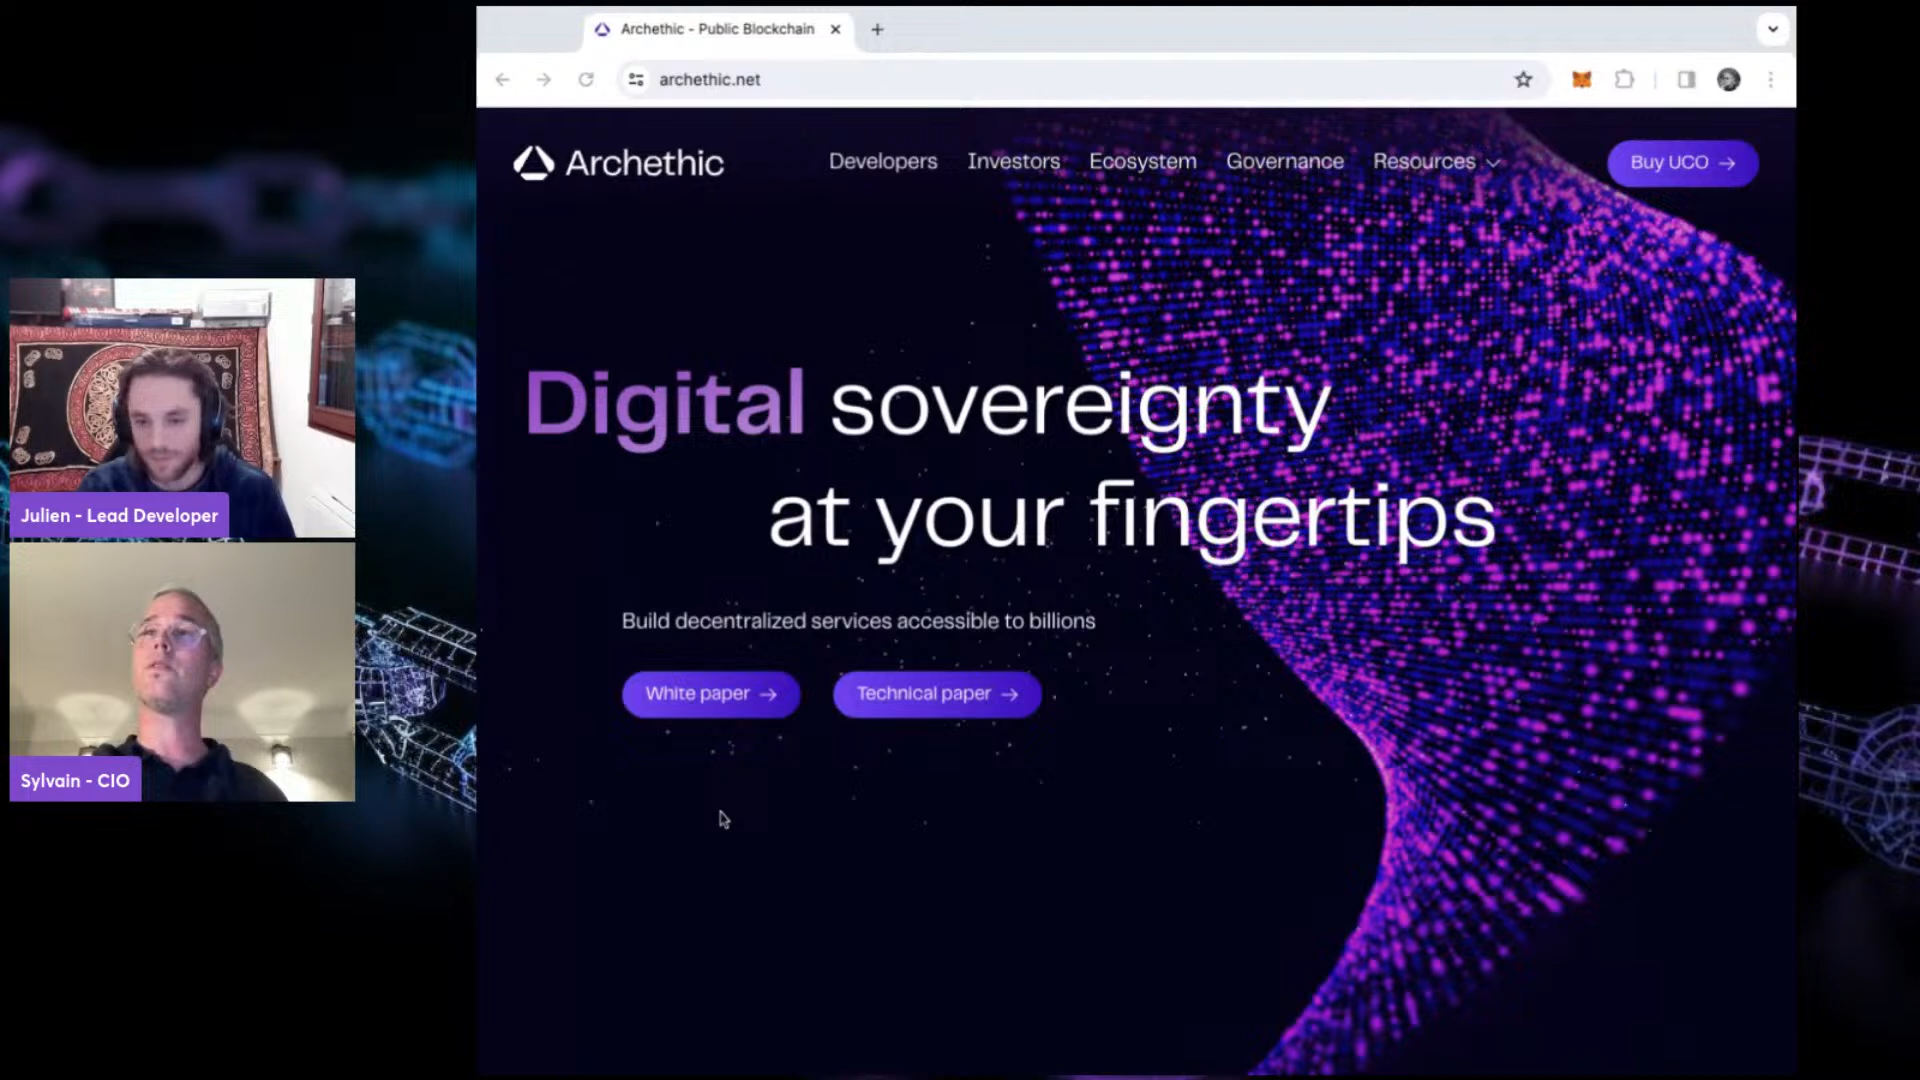 Archethic - Public Blockchain
archethic.net
Archethic
Developers
Investors
Ecosystem
Governance
Resources
Buy UCO →
Digital sovereignty
at your fingertips
Build decentralized services accessible to billions
White paper →
Technical paper →
Julien - Lead Developer
Sylvain - CIO